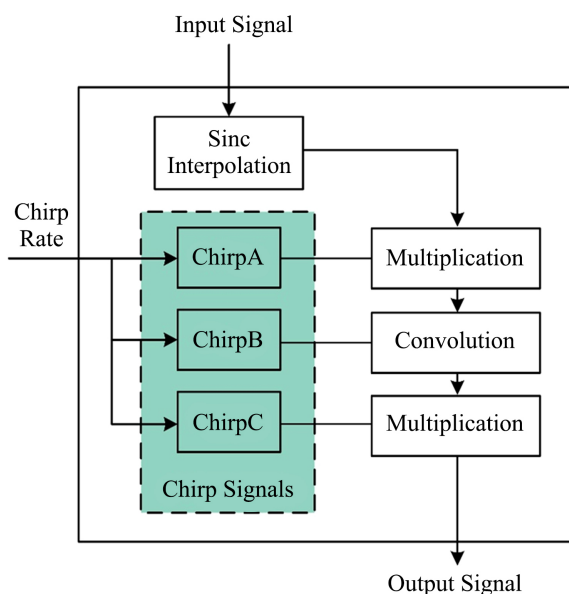 Input Signal
Sinc
Interpolation
Chirp
Rate
ChirpA
Multiplication
ChirpB
Convolution
ChirpC
Multiplication
Chirp Signals
Output Signal